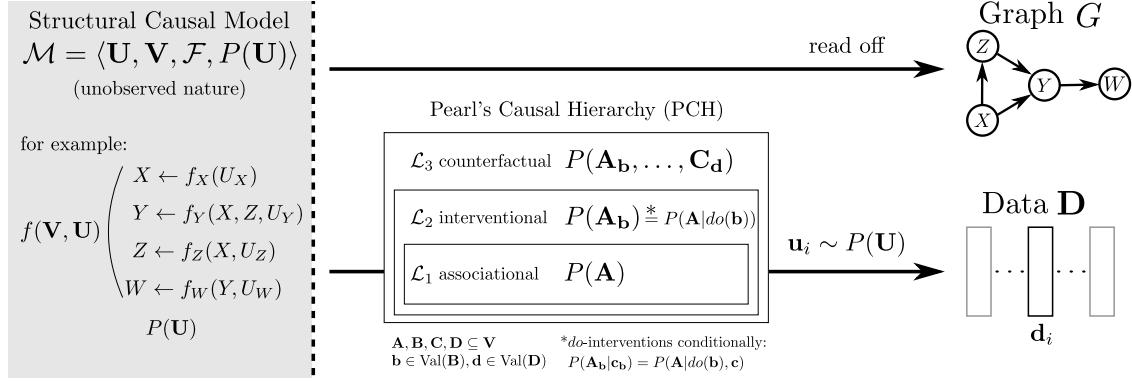 Structural Causal Model
ℳ = ⟨𝐔, 𝐕, ℱ, P(𝐔)⟩
(unobserved nature)
for example:
f(𝐕, 𝐔)
X ← f_X(U_X)
Y ← f_Y(X, Z, U_Y)
Z ← f_Z(X, U_Z)
W ← f_W(Y, U_W)
P(𝐔)
read off
Pearl's Causal Hierarchy (PCH)
ℒ₃ counterfactual P(𝐀_𝐛, …, 𝐂_𝐝)
ℒ₂ interventional P(𝐀_𝐛) =* P(𝐀|do(𝐛))
ℒ₁ associational P(𝐀)
𝐀, 𝐁, 𝐂, 𝐃 ⊆ 𝐕
𝐛 ∈ Val(𝐁), 𝐝 ∈ Val(𝐃)
*do-interventions conditionally:
P(𝐀_𝐛|𝐜_𝐛) = P(𝐀|do(𝐛), 𝐜)
𝐮_i ∼ P(𝐔)
Graph G
Z
Y
W
X
Data 𝐃
··· ···
𝐝_i